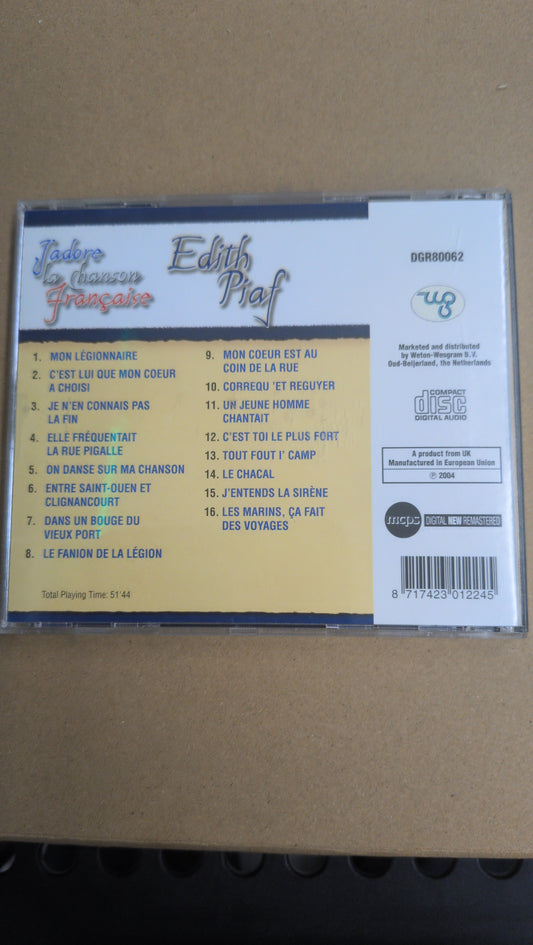 J'adore
la chanson
Française
Edith
Piaf
1. MON LÉGIONNAIRE
2. C'EST LUI QUE MON COEUR
A CHOISI
3. JE N'EN CONNAIS PAS
LA FIN
4. ELLE FRÉQUENTAIT
LA RUE PIGALLE
5. ON DANSE SUR MA CHANSON
6. ENTRE SAINT-OUEN ET
CLIGNANCOURT
7. DANS UN BOUGE DU
VIEUX PORT
8. LE FANION DE LA LÉGION
9. MON COEUR EST AU
COIN DE LA RUE
10. CORREQU 'ET REGUYER
11. UN JEUNE HOMME
CHANTAIT
12. C'EST TOI LE PLUS FORT
13. TOUT FOUT I' CAMP
14. LE CHACAL
15. J'ENTENDS LA SIRÈNE
16. LES MARINS, ÇA FAIT
DES VOYAGES
Total Playing Time: 51'44
DGR80062
wg
Marketed and distributed
by Weton-Wesgram B.V.
Oud-Beijerland, the Netherlands
COMPACT
disc
DIGITAL AUDIO
A product from UK
Manufactured in European Union
℗ 2004
mcps DIGITAL NEW REMASTERED
8 717423 012245